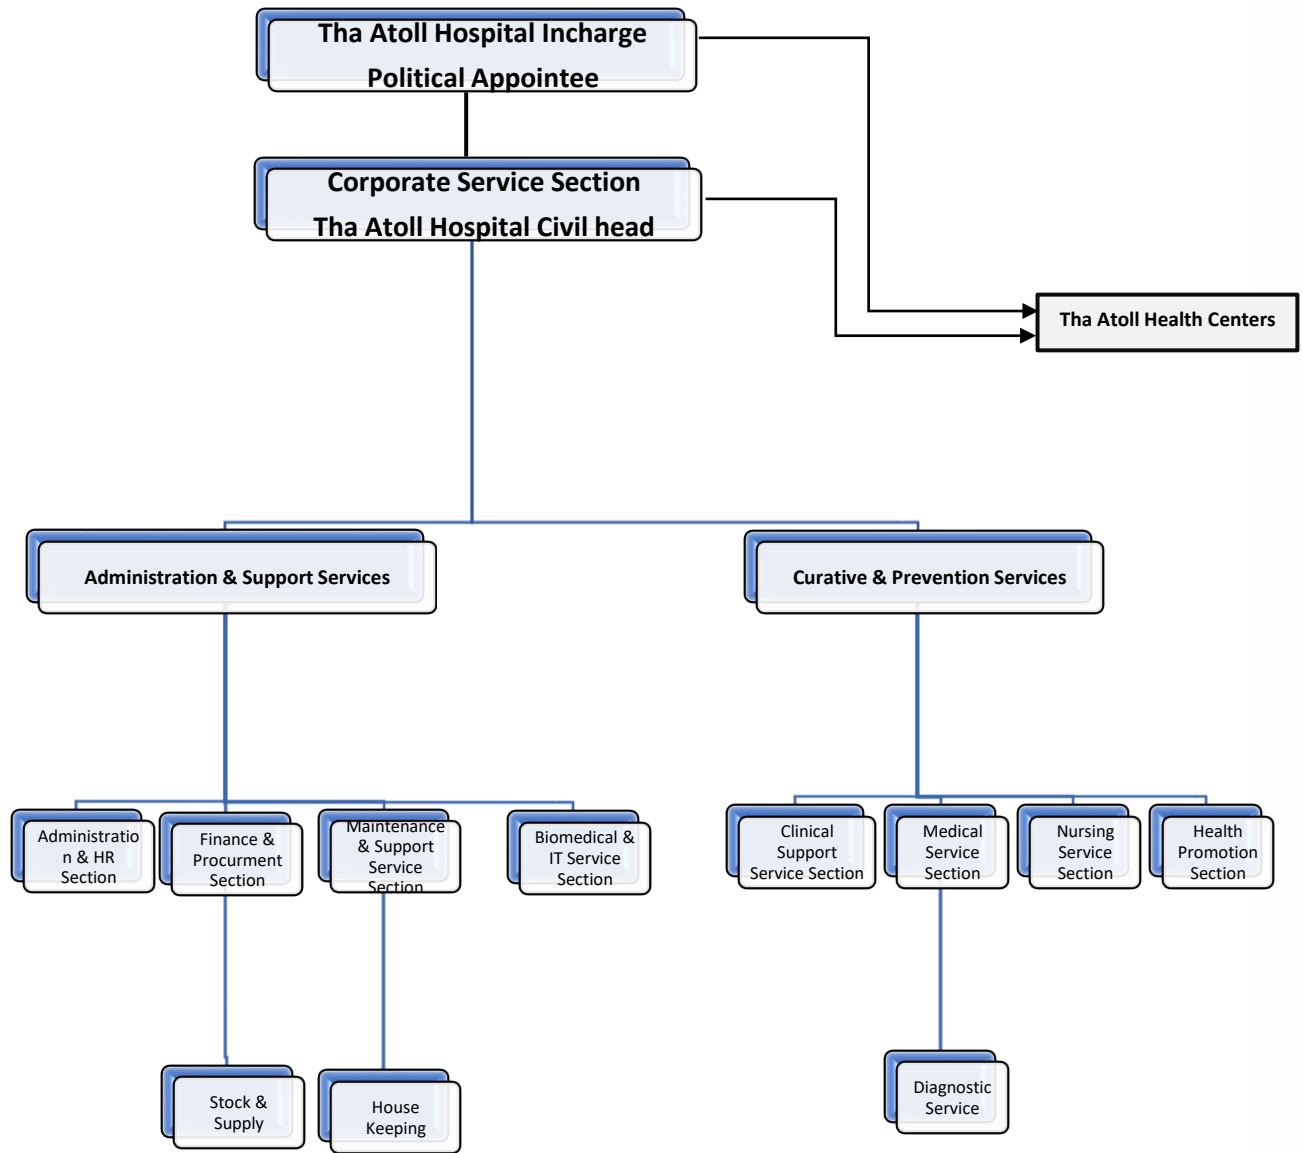 Tha Atoll Hospital Incharge
Political Appointee
Corporate Service Section
Tha Atoll Hospital Civil head
Tha Atoll Health Centers
Administration & Support Services
Curative & Prevention Services
Administratio
n & HR
Section
Finance &
Procurment
Section
Maintenance
& Support
Service
Section
Biomedical &
IT Service
Section
Clinical
Support
Service Section
Medical
Service
Section
Nursing
Service
Section
Health
Promotion
Section
Stock &
Supply
House
Keeping
Diagnostic
Service